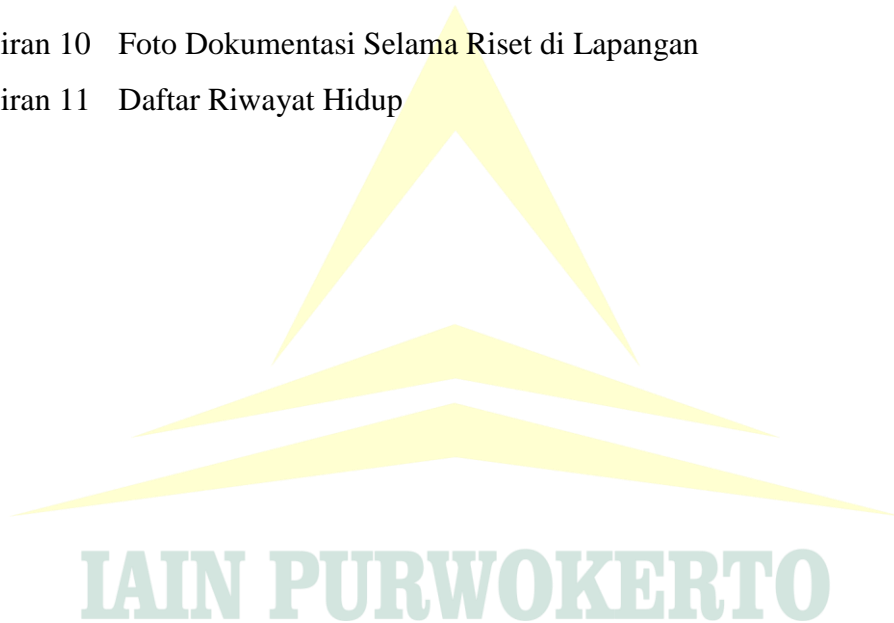 iran 10 Foto Dokumentasi Selama Riset di Lapangan
iran 11 Daftar Riwayat Hidup
IAIN PURWOKERTO